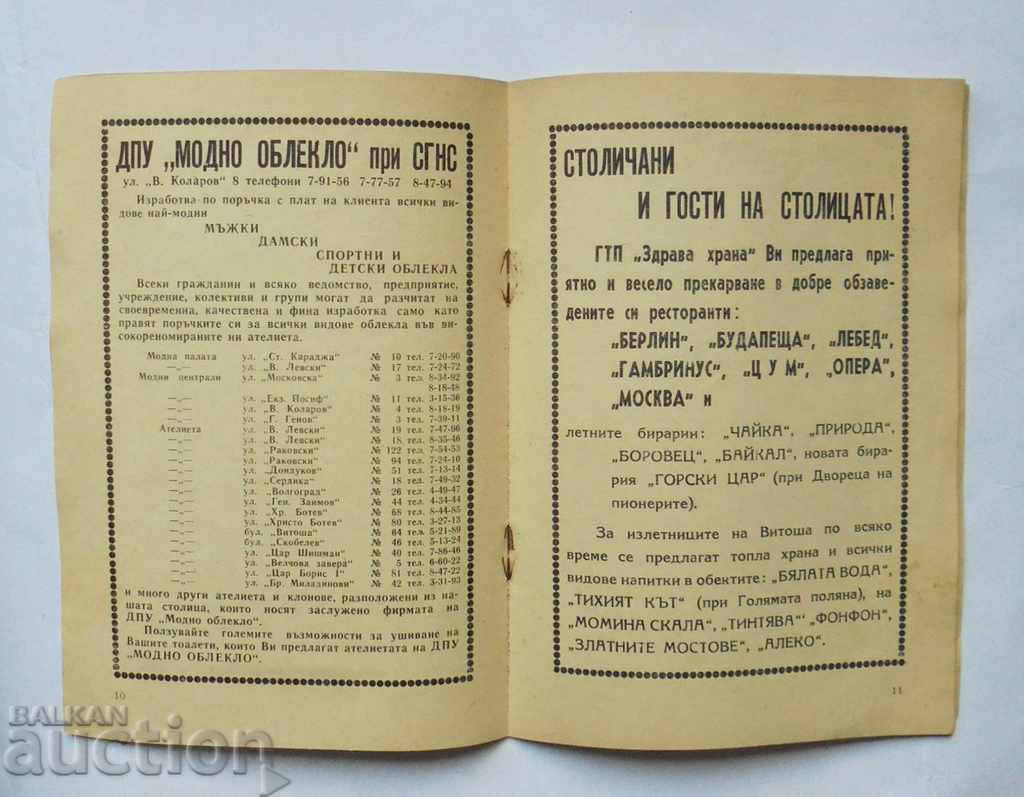 ДПУ „МОДНО ОБЛЕКЛО“ при СГНС
ул. „В. Коларов“ 8 телефони 7-91-56 7-77-57 8-47-94
Изработва по поръчка с плат на клиента всички ви-
дове най-модни
МЪЖКИ
ДАМСКИ
СПОРТНИ И
ДЕТСКИ ОБЛЕКЛА
Всеки гражданин и всяко ведомство, предприятие,
учреждение, колективи и групи могат да разчитат на
своевременна, качествена и фина изработка само като
правят поръчките си за всички видове облекла във ви-
сокореномираните ни ателиета.
Модна палата ул. „Ст. Караджа“ № 10 тел. 7-20-90
—„— ул. „В. Левски“ № 17 тел. 7-24-72
Модни централи ул. „Московска“ № 3 тел. 8-34-92
8-18-48
—„— ул. „Екз. Йосиф“ № 11 тел. 3-15-36
—„— ул. „В. Коларов“ № 4 тел. 8-18-19
—„— ул. „Г. Генов“ № 3 тел. 7-39-11
Ателиета ул. „В. Левски“ № 19 тел. 7-47-96
—„— ул. „В. Левски“ № 18 тел. 8-35-46
—„— ул. „Раковски“ № 122 тел. 7-54-53
—„— ул. „Раковски“ № 94 тел. 7-24-10
—„— ул. „Дондуков“ № 51 тел. 7-13-14
—„— ул. „Сердика“ № 18 тел. 7-49-32
—„— ул. „Волгоград“ № 26 тел. 4-49-47
—„— ул. „Ген. Заимов“ № 44 тел. 4-34-44
—„— ул. „Хр. Ботев“ № 68 тел. 8-44-85
—„— ул. „Христо Ботев“ № 80 тел. 3-27-13
—„— бул. „Витоша“ № 64 тел. 5-21-89
—„— бул. „Скобелев“ № 46 тел. 5-13-24
—„— ул. „Цар Шишман“ № 40 тел. 7-86-46
—„— ул. „Велчова завера“ № 5 тел. 6-60-22
—„— ул. „Цар Борис I“ № 81 тел. 8-47-22
—„— ул. „Бр. Миладинови“ № 42 тел. 3-31-93
и много други ателиета и клонове, разположени из на-
шата столица, които носят заслужено фирмата на
ДПУ „Модно облекло“.
Ползувайте големите възможности за ушиване на
Вашите тоалети, които Ви предлагат ателиетата на ДПУ
„МОДНО ОБЛЕКЛО“.
10
СТОЛИЧАНИ
И ГОСТИ НА СТОЛИЦАТА!
ГТП „Здрава храна“ Ви предлага при-
ятно и весело прекарване в добре обзаве-
дените си ресторанти:
„БЕРЛИН“, „БУДАПЕЩА“, „ЛЕБЕД“,
„ГАМБРИНУС“, „ЦУМ“, „ОПЕРА“,
„МОСКВА“ и
летните бирарии: „ЧАЙКА“, „ПРИРОДА“,
„БОРОВЕЦ“, „БАЙКАЛ“, новата бира-
рия „ГОРСКИ ЦАР“ (при Двореца на
пионерите).
За излетниците на Витоша по всяко
време се предлагат топла храна и всички
видове напитки в обектите: „БЯЛАТА ВОДА“,
„ТИХИЯТ КЪТ“ (при Голямата поляна), на
„МОМИНА СКАЛА“, „ТИНТЯВА“ „ФОНФОН“,
„ЗЛАТНИТЕ МОСТОВЕ“, „АЛЕКО“.
11
BALKAN
auction